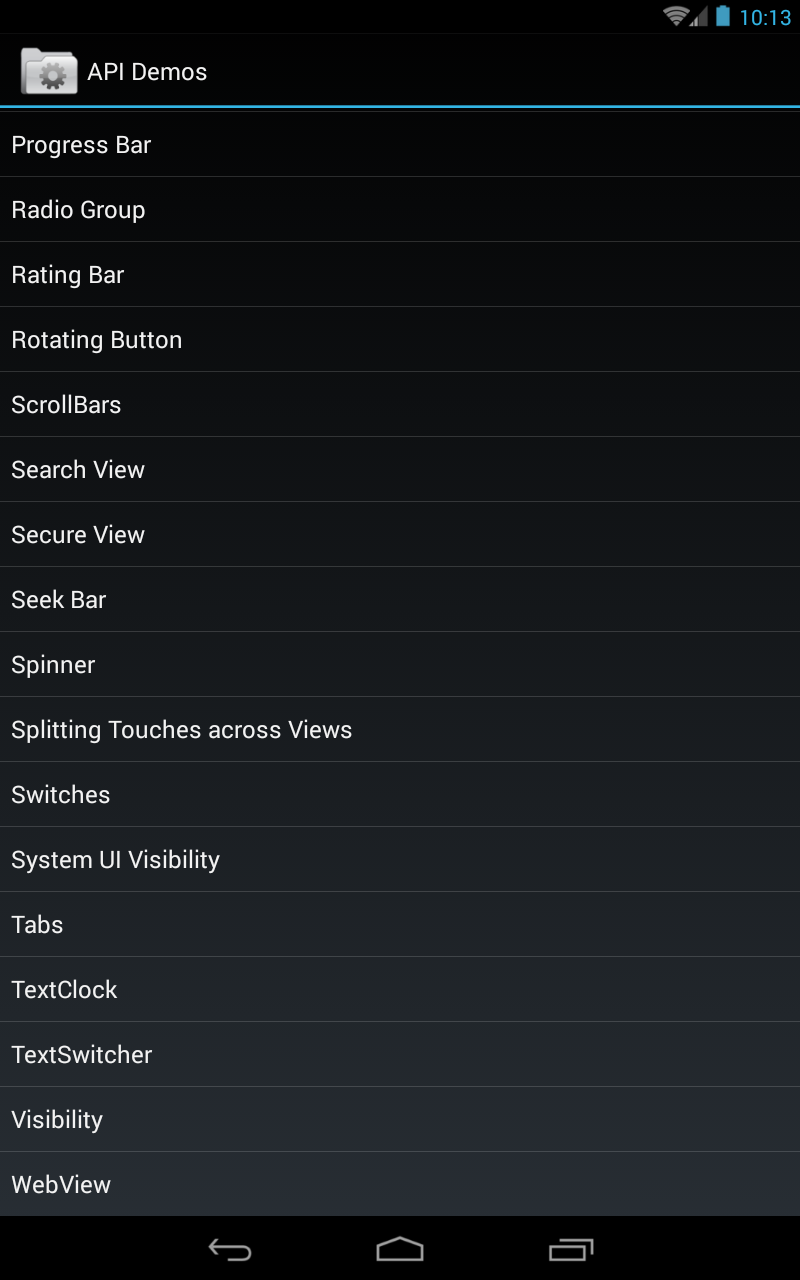 10:13
API Demos
Progress Bar
Radio Group
Rating Bar
Rotating Button
ScrollBars
Search View
Secure View
Seek Bar
Spinner
Splitting Touches across Views
Switches
System UI Visibility
Tabs
TextClock
TextSwitcher
Visibility
WebView